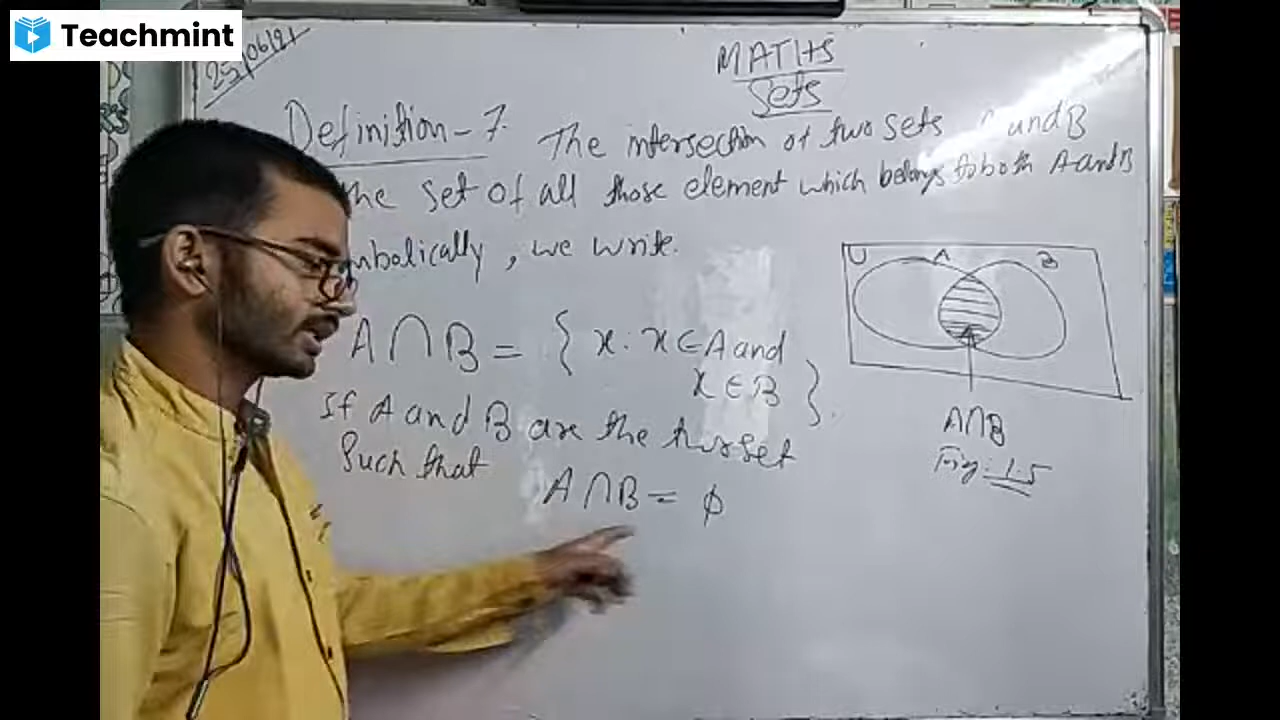 Teachmint
25/06/21
MATHS
Sets
Definition - 7. The intersection of two sets A and B
the set of all those element which belongs to both A and B
mbolically, we write.
A∩B = { x : x ∈ A and
x ∈ B }.
If A and B are the two set
Such that
A∩B = ϕ
U A B
A∩B
Fig:-1.5